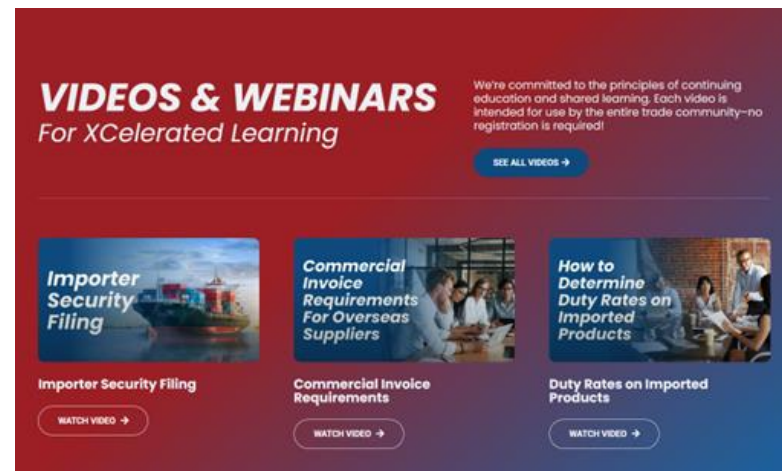 VIDEOS & WEBINARS
For XCelerated Learning
We're committed to the principles of continuing
education and shared learning. Each video is
intended for use by the entire trade community–no
registration is required!
SEE ALL VIDEOS →
Importer
Security
Filing
Commercial
Invoice
Requirements
For Overseas
Suppliers
How to
Determine
Duty Rates on
Imported
Products
Importer Security Filing
WATCH VIDEO →
Commercial Invoice
Requirements
WATCH VIDEO →
Duty Rates on Imported
Products
WATCH VIDEO →